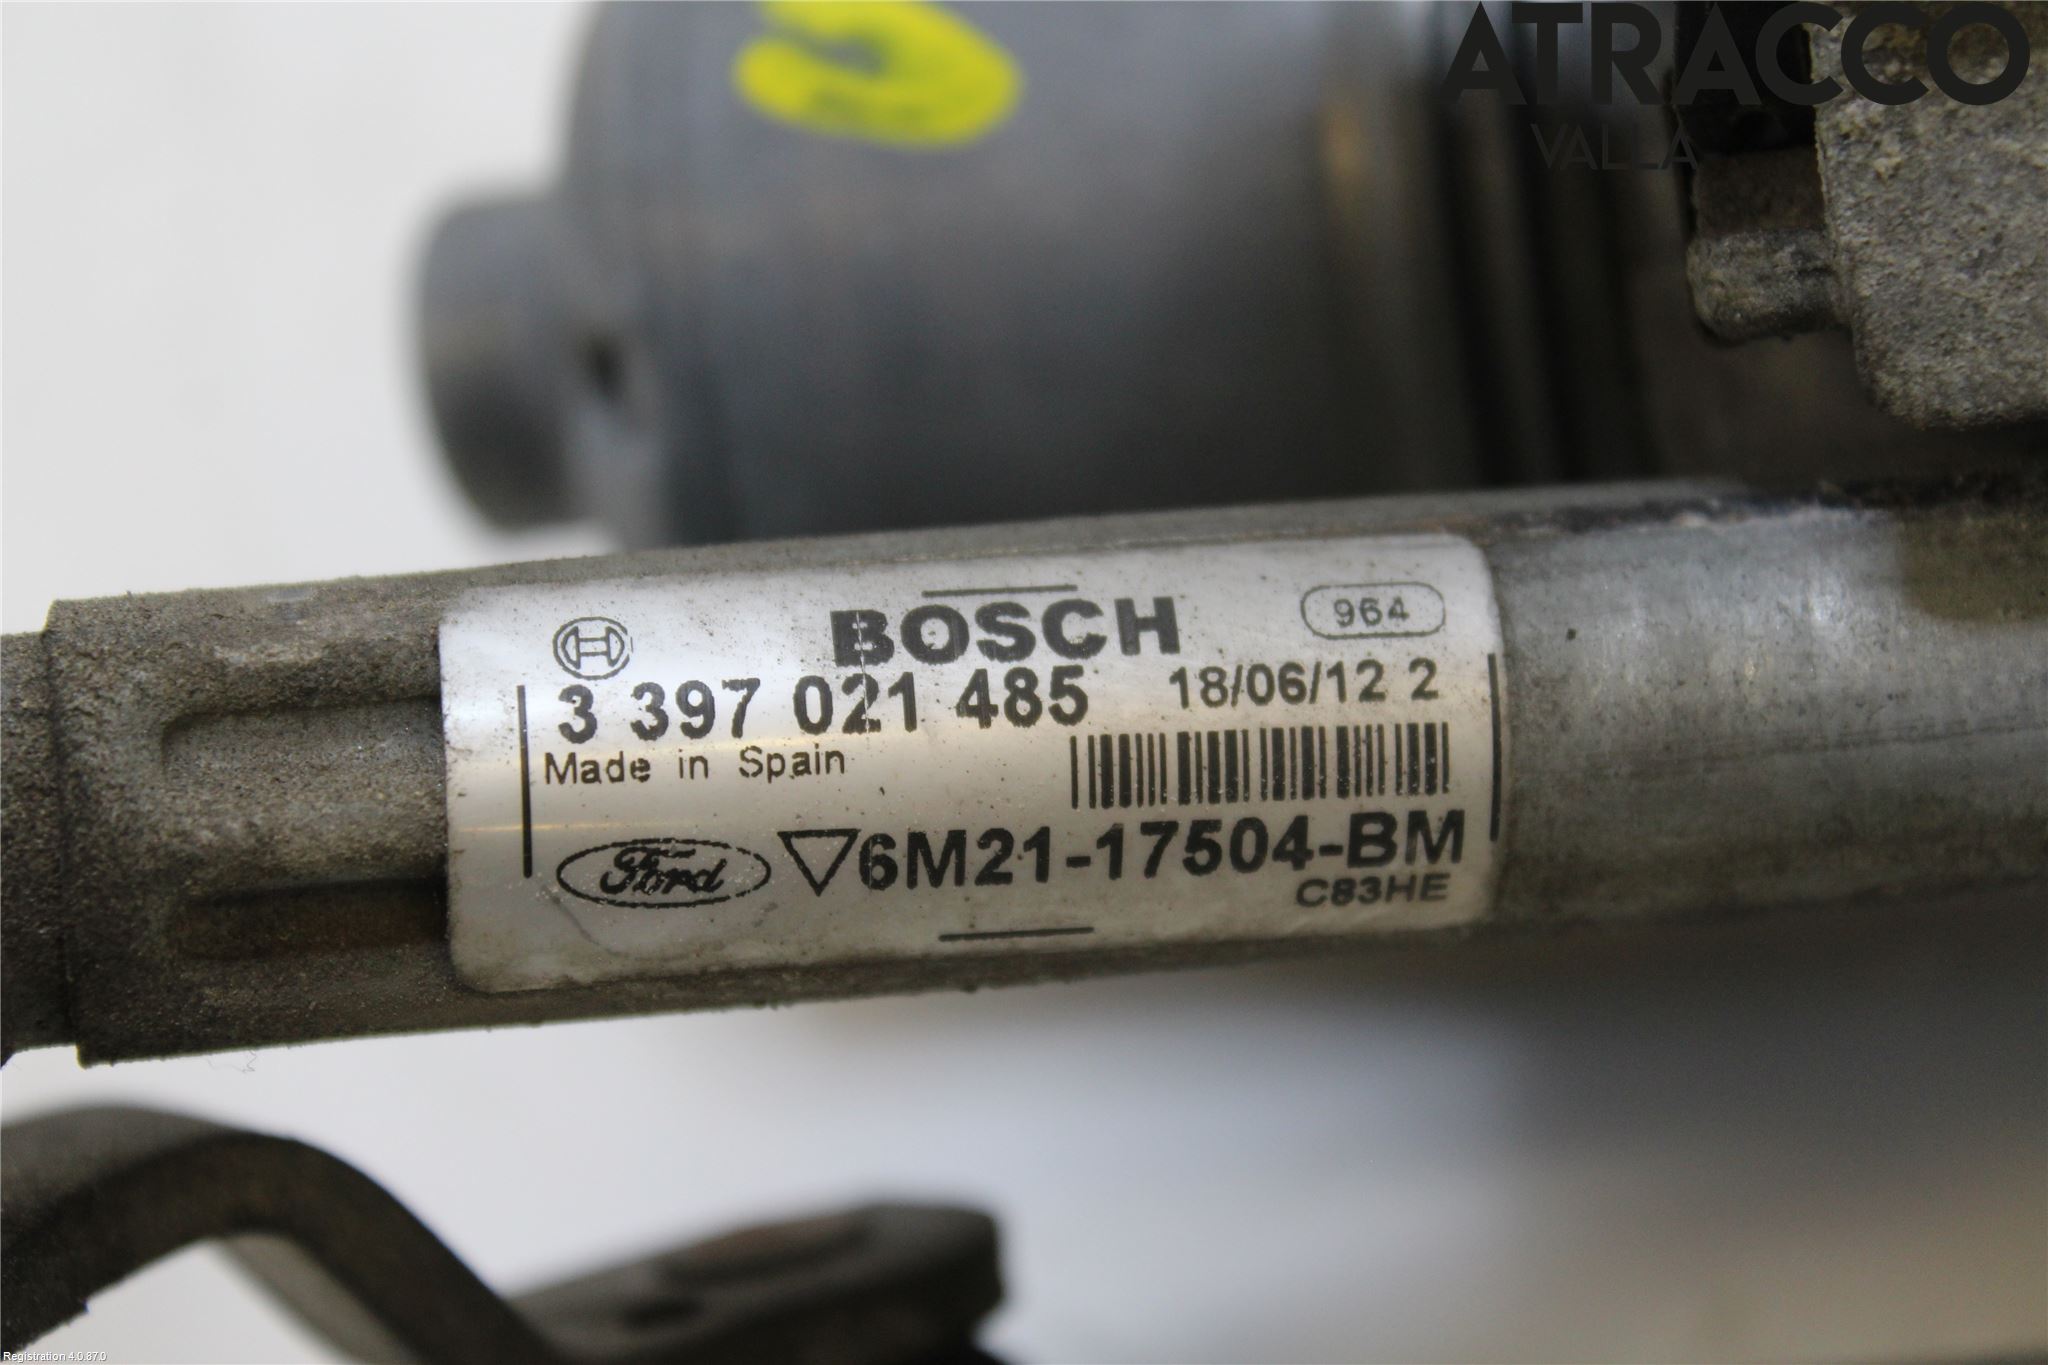 ATRACCO
VALLA
BOSCH
964
3 397 021 485
18/06/12 2
Made in Spain
Ford
6M21-17504-BM
C83HE
Registration 4.0.87.0